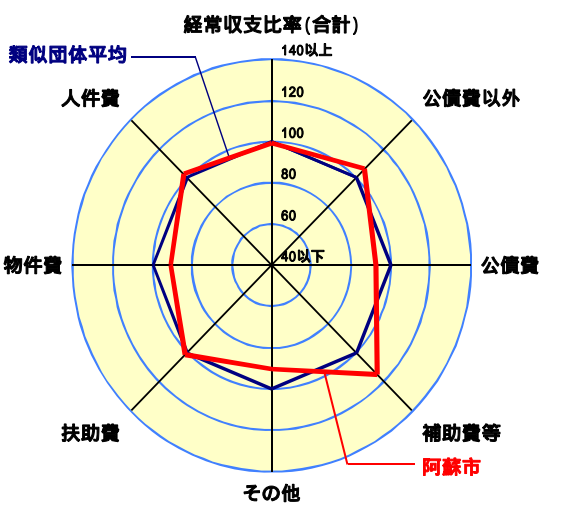 経常収支比率(合計)
類似団体平均
140以上
人件費
120
公債費以外
100
80
60
40以下
物件費
公債費
扶助費
補助費等
阿蘇市
その他